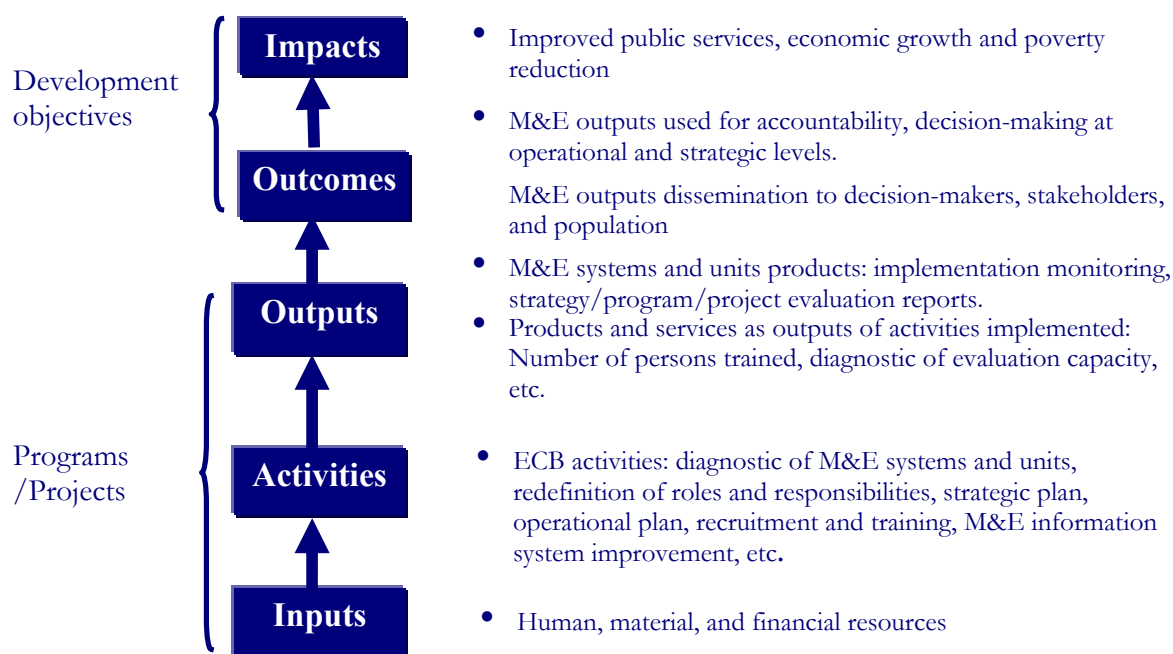 Impacts
• Improved public services, economic growth and poverty
reduction
Development
objectives
• M&E outputs used for accountability, decision-making at
operational and strategic levels.
Outcomes
M&E outputs dissemination to decision-makers, stakeholders,
and population
• M&E systems and units products: implementation monitoring,
strategy/program/project evaluation reports.
Outputs
• Products and services as outputs of activities implemented:
Number of persons trained, diagnostic of evaluation capacity,
etc.
Programs
/Projects
Activities
• ECB activities: diagnostic of M&E systems and units,
redefinition of roles and responsibilities, strategic plan,
operational plan, recruitment and training, M&E information
system improvement, etc.
Inputs
• Human, material, and financial resources